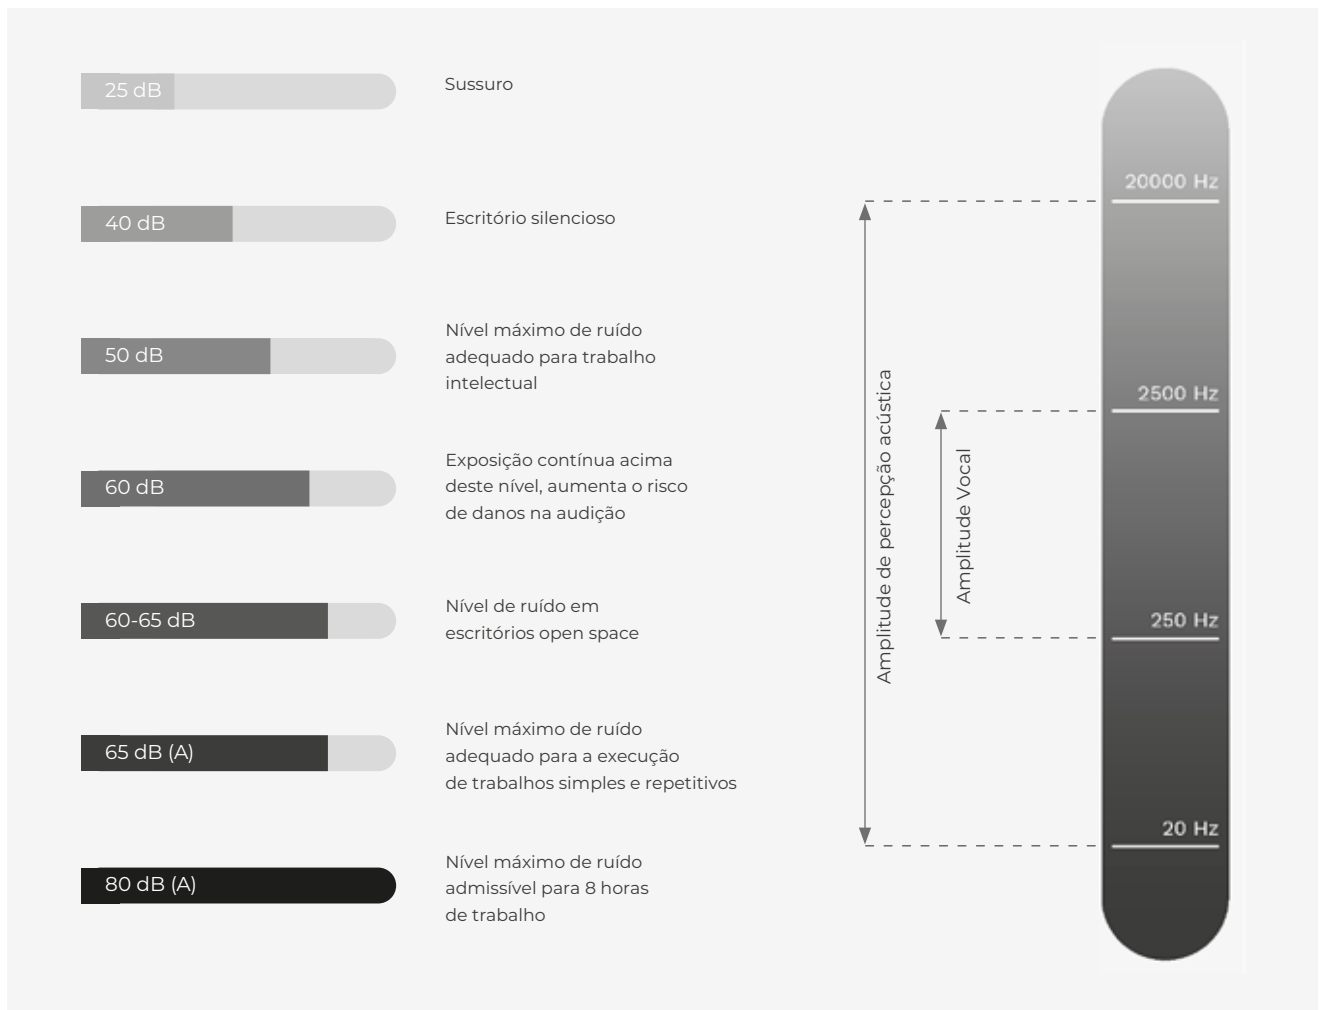 25 dB
Sussuro
40 dB
Escritório silencioso
50 dB
Nível máximo de ruído
adequado para trabalho
intelectual
60 dB
Exposição contínua acima
deste nível, aumenta o risco
de danos na audição
60-65 dB
Nível de ruído em
escritórios open space
65 dB (A)
Nível máximo de ruído
adequado para a execução
de trabalhos simples e repetitivos
80 dB (A)
Nível máximo de ruído
admissível para 8 horas
de trabalho
Amplitude de percepção acústica
Amplitude Vocal
20000 Hz
2500 Hz
250 Hz
20 Hz